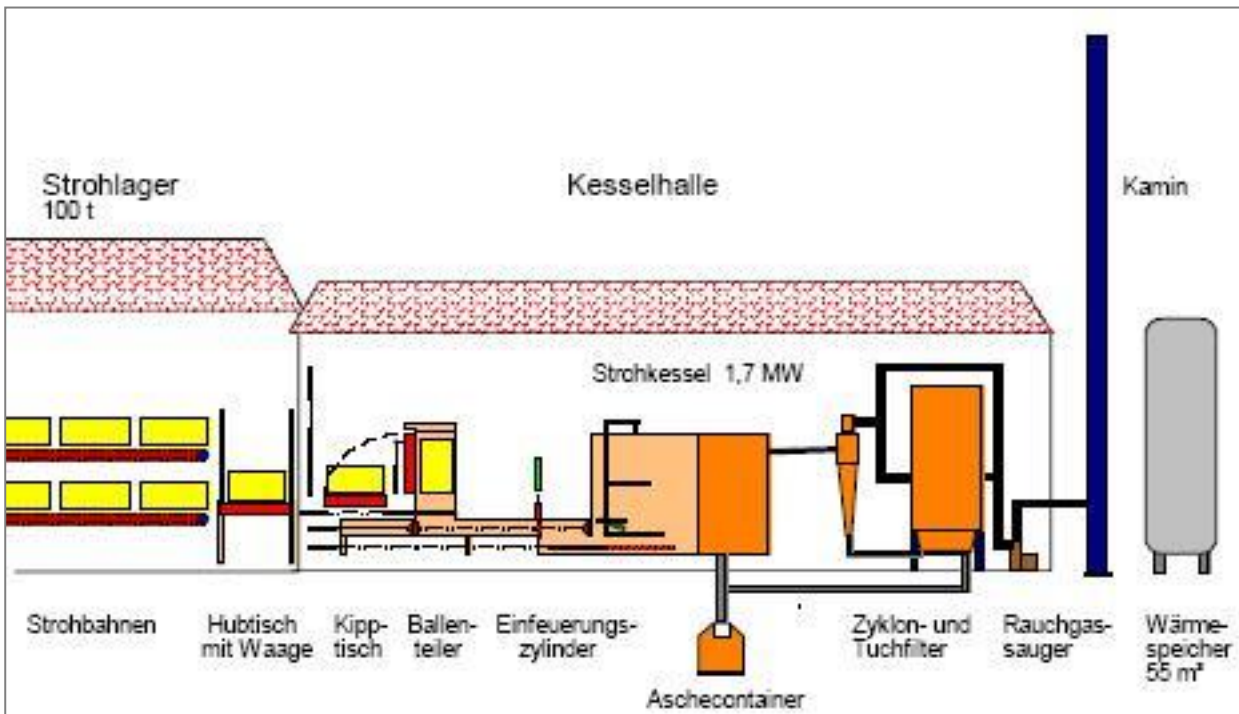 Strohlager
100 t
Kesselhalle
Kamin
Strohkessel 1,7 MW
Strohbahnen
Hubtisch
mit Waage
Kipp-
tisch
Ballen-
teiler
Einfeuerungs-
zylinder
Zyklon- und
Tuchfilter
Rauchgas-
sauger
Wärme-
speicher
55 m³
Aschecontainer